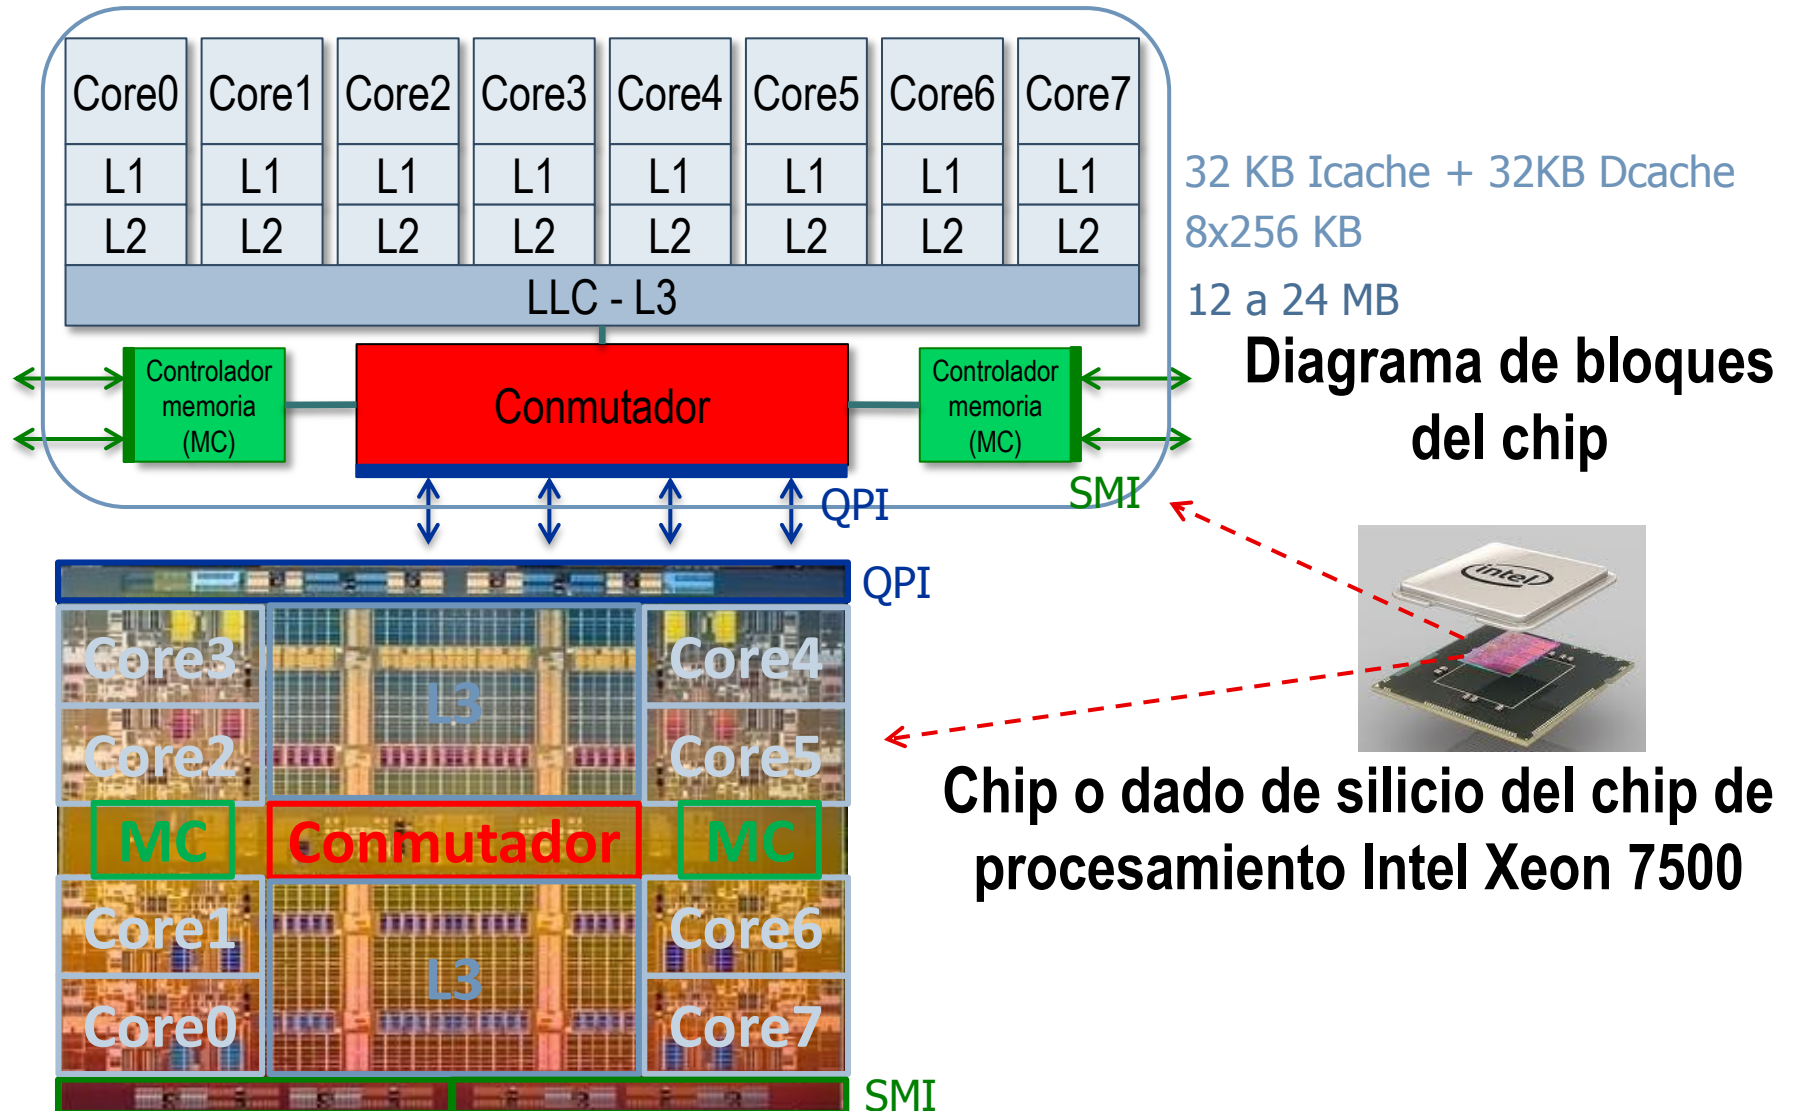 Core0 Core1 Core2 Core3 Core4 Core5 Core6 Core7
L1 L1 L1 L1 L1 L1 L1 L1
32 KB Icache + 32KB Dcache
L2 L2 L2 L2 L2 L2 L2 L2
8x256 KB
LLC - L3
12 a 24 MB
Controlador
memoria
(MC)
Conmutador
Controlador
memoria
(MC)
Diagrama de bloques
del chip
QPI
SMI
intel
QPI
Core3
L3
Core4
Core2
Core5
MC
Conmutador
MC
Core1
L3
Core6
Core0
Core7
SMI
Chip o dado de silicio del chip de
procesamiento Intel Xeon 7500